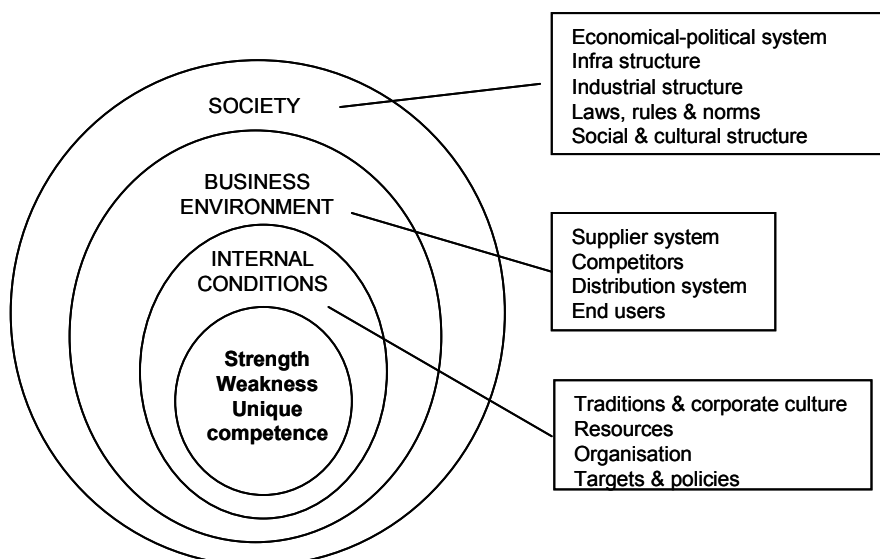 SOCIETY
BUSINESS
ENVIRONMENT
INTERNAL
CONDITIONS
Strength
Weakness
Unique
competence
Economical-political system
Infra structure
Industrial structure
Laws, rules & norms
Social & cultural structure
Supplier system
Competitors
Distribution system
End users
Traditions & corporate culture
Resources
Organisation
Targets & policies